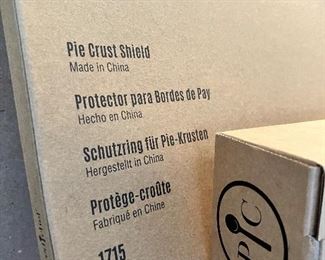 Pie Crust Shield
Made in China
Protector para Bordes de Pay
Hecho en China
Schutzring für Pie-Krusten
Hergestellt in China
Protège-croûte
Fabriqué en Chine
1715